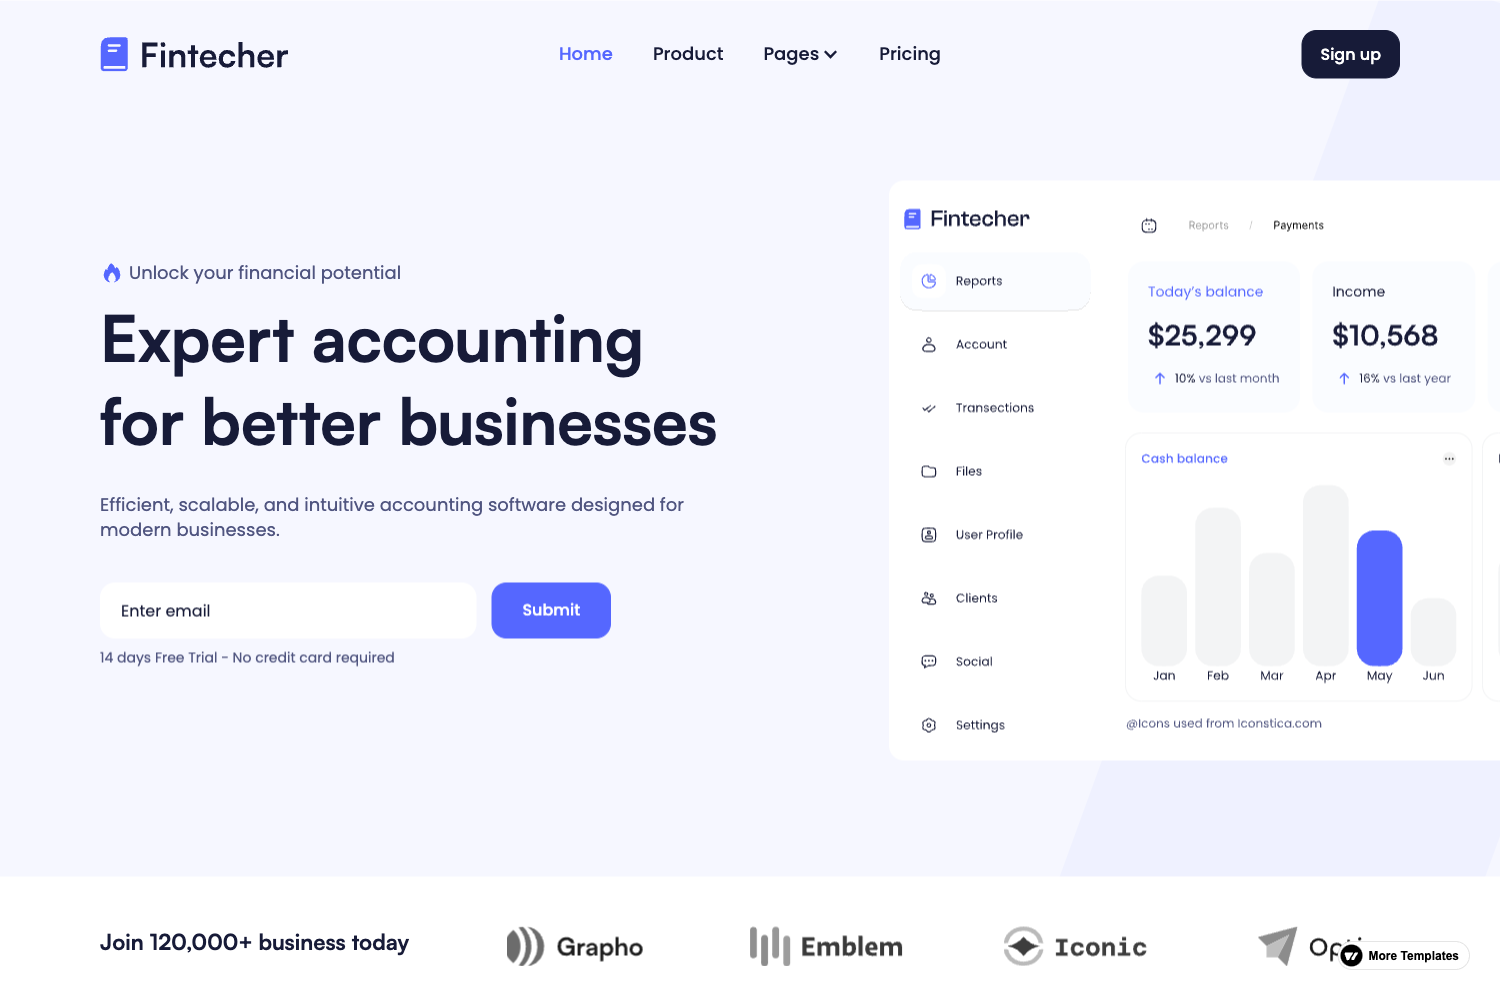 Fintecher
Home
Product
Pages
Pricing
Sign up
Unlock your financial potential
Expert accounting
for better businesses
Efficient, scalable, and intuitive accounting software designed for
modern businesses.
Enter email
Submit
14 days Free Trial - No credit card required
Fintecher
Reports
Account
Transections
Files
User Profile
Clients
Social
Settings
Reports / Payments
Today's balance
$25,299
10% vs last month
Income
$10,568
16% vs last year
Cash balance
Jan Feb Mar Apr May Jun
@Icons used from Iconstica.com
Join 120,000+ business today
Grapho
Emblem
Iconic
More Templates